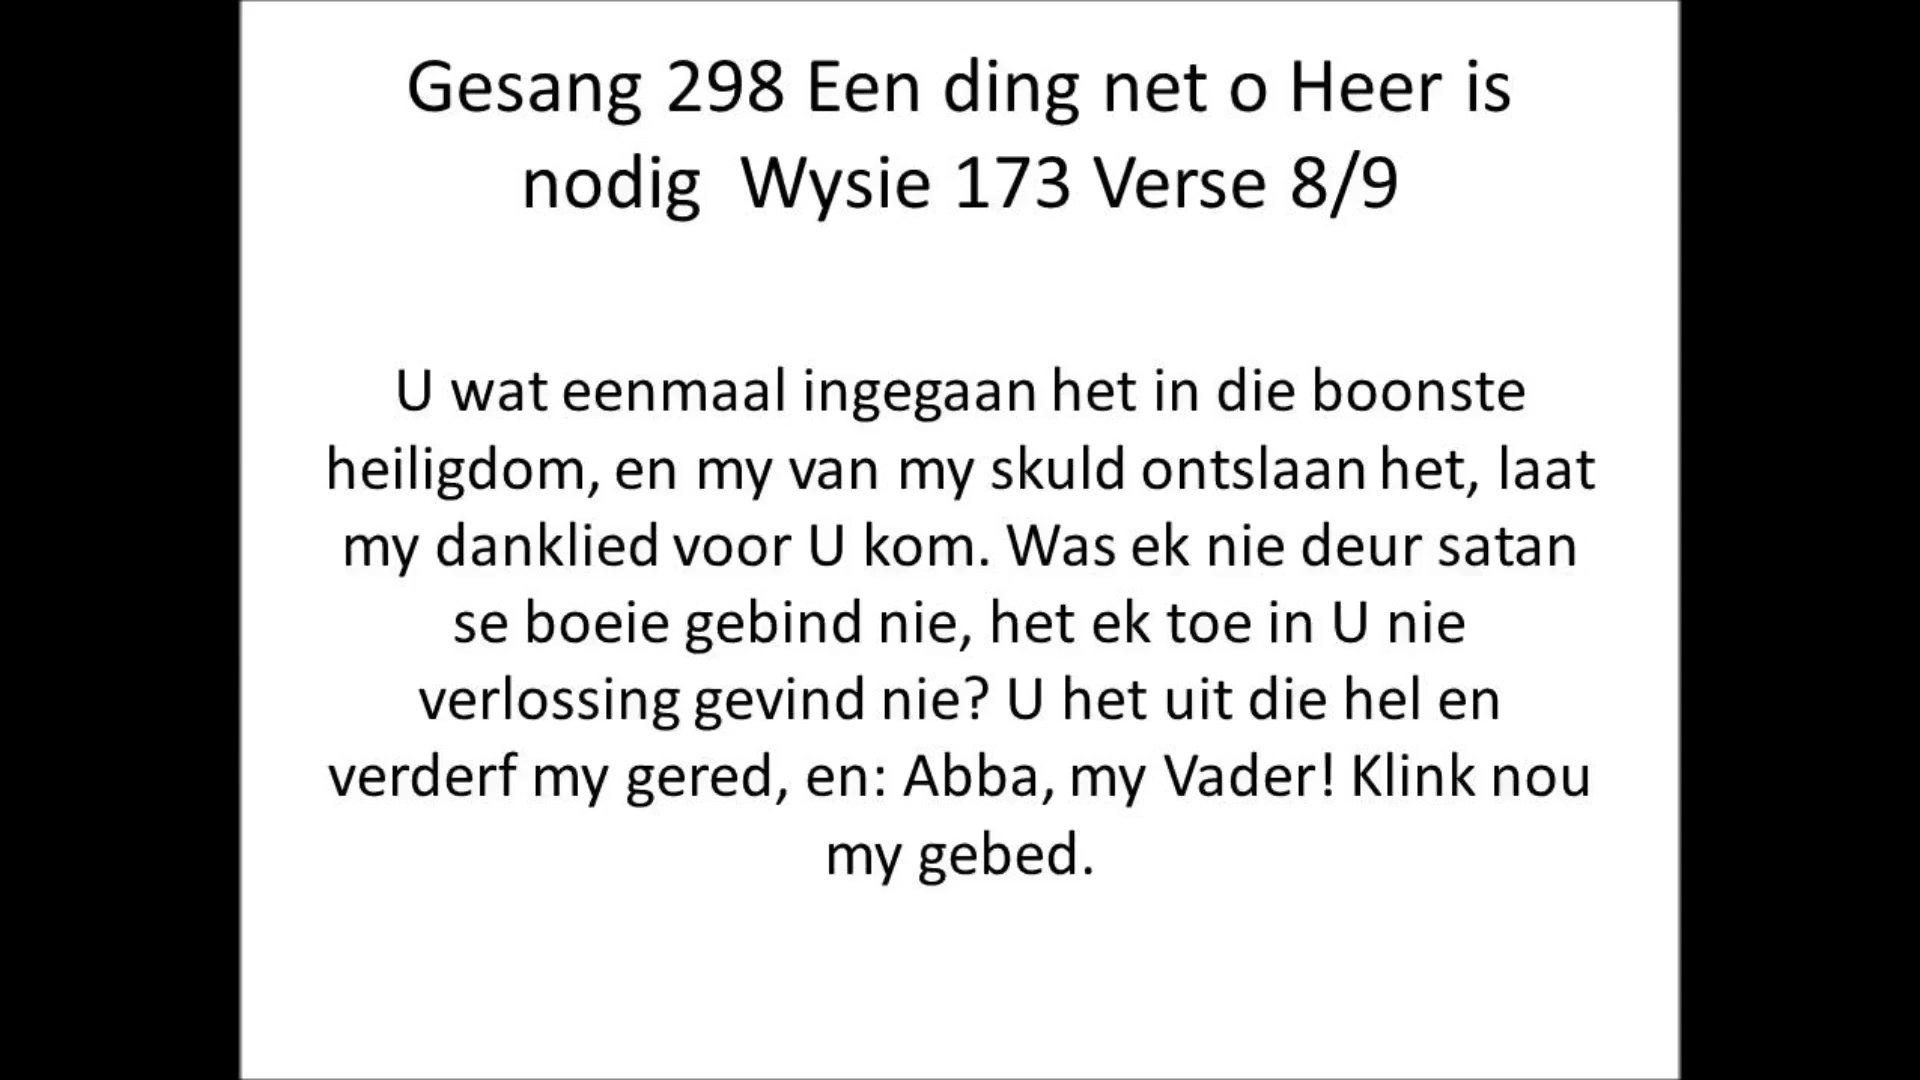 Gesang 298 Een ding net o Heer is
nodig  Wysie 173 Verse 8/9
U wat eenmaal ingegaan het in die boonste
heiligdom, en my van my skuld ontslaan het, laat
my danklied voor U kom. Was ek nie deur satan
se boeie gebind nie, het ek toe in U nie
verlossing gevind nie? U het uit die hel en
verderf my gered, en: Abba, my Vader! Klink nou
my gebed.